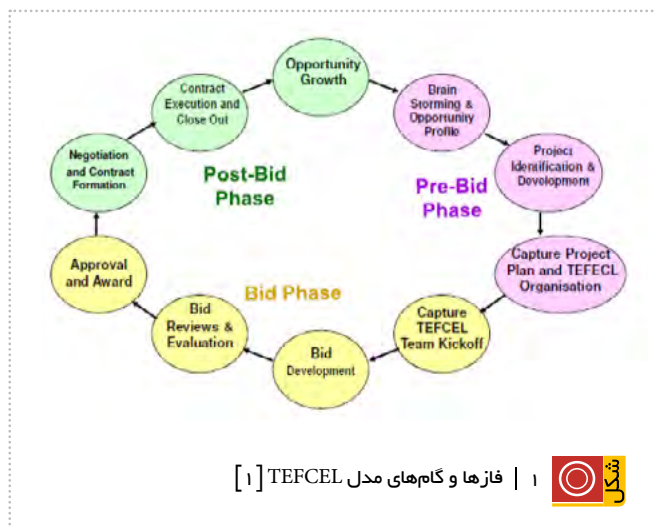 Opportunity
Growth
Brain
Storming &
Opportunity
Profile
Project
Identification &
Development
Capture Project
Plan and TEFECL
Organisation
Capture
TEFCEL
Team Kickoff
Bid
Development
Bid
Reviews &
Evaluation
Approval
and Award
Negotiation
and Contract
Formation
Contract
Execution and
Close Out
Post-Bid
Phase
Pre-Bid
Phase
Bid Phase
شکل
۱ | فازها و گام‌های مدل TEFCEL [۱]